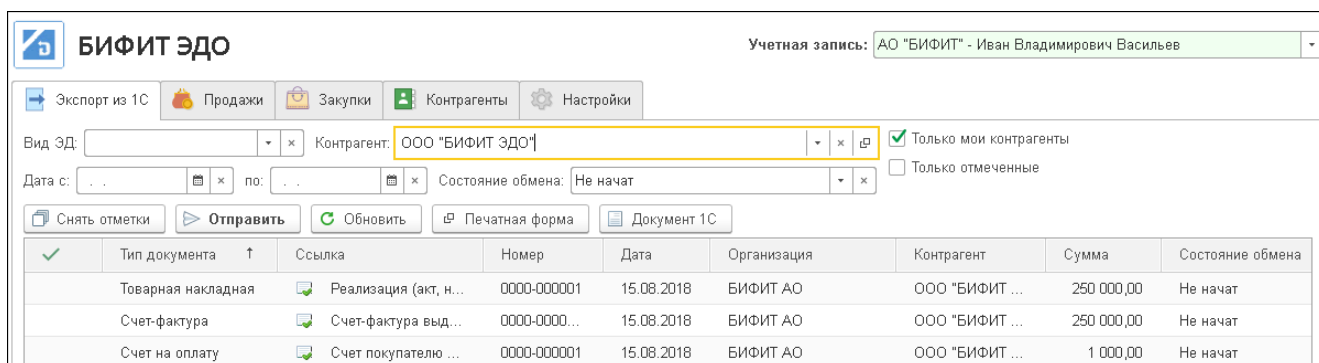 БИФИТ ЭДО
Учетная запись: АО "БИФИТ" - Иван Владимирович Васильев
Экспорт из 1С Продажи Закупки Контрагенты Настройки
Вид ЭД: Контрагент: ООО "БИФИТ ЭДО" Только мои контрагенты
Только отмеченные
Дата с: . . по: . . Состояние обмена: Не начат
Снять отметки Отправить Обновить Печатная форма Документ 1С
Тип документа ↑ Ссылка Номер Дата Организация Контрагент Сумма Состояние обмена
Товарная накладная Реализация (акт, н... 0000-000001 15.08.2018 БИФИТ АО ООО "БИФИТ ... 250 000,00 Не начат
Счет-фактура Счет-фактура выд... 0000-0000... 15.08.2018 БИФИТ АО ООО "БИФИТ ... 250 000,00 Не начат
Счет на оплату Счет покупателю ... 0000-000001 15.08.2018 БИФИТ АО ООО "БИФИТ ... 1 000,00 Не начат